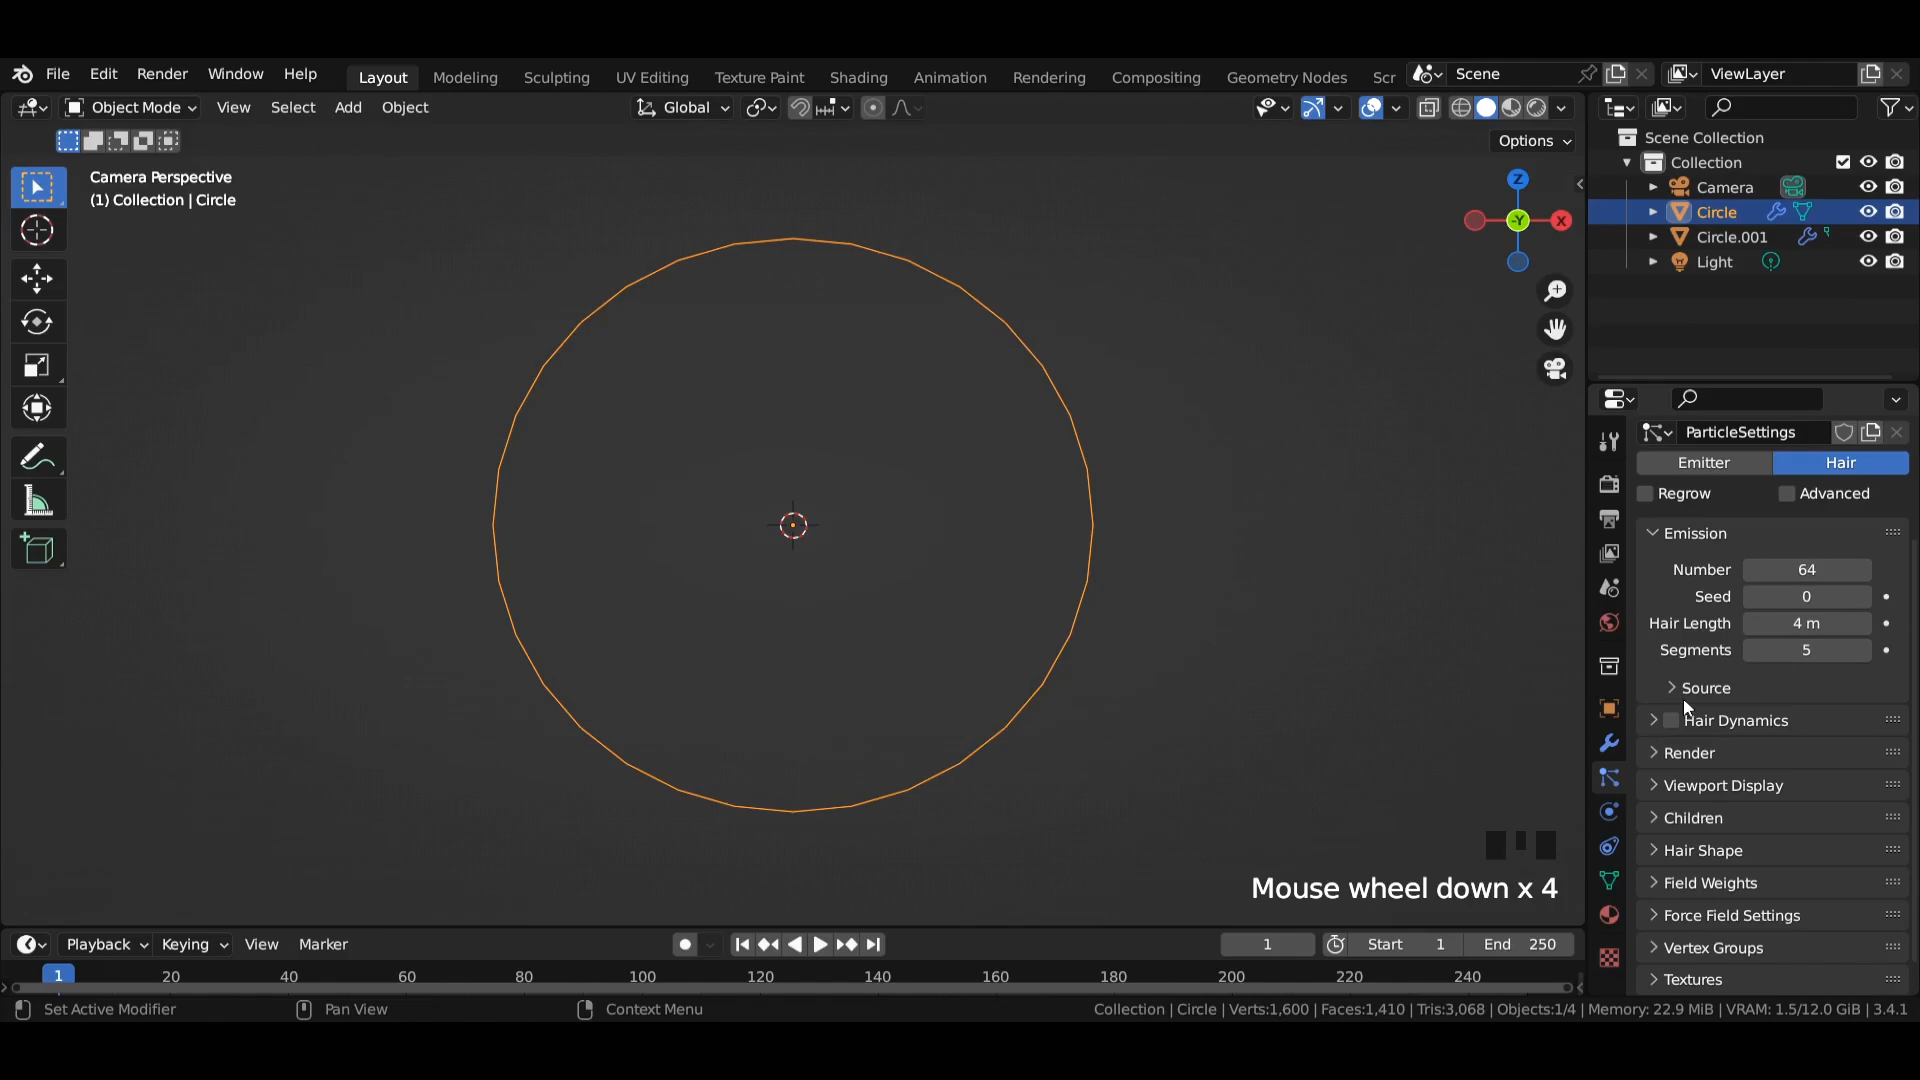 File Edit Render Window Help Layout Modeling Sculpting UV Editing Texture Paint Shading Animation Rendering Compositing Geometry Nodes Scr Scene ViewLayer
Object Mode View Select Add Object Global
Options
Camera Perspective
(1) Collection | Circle
Z
-Y
X
Scene Collection
Collection
Camera
Circle
Circle.001
Light
ParticleSettings
Emitter Hair
Regrow Advanced
Emission
Number 64
Seed 0
Hair Length 4 m
Segments 5
Source
Hair Dynamics
Render
Viewport Display
Children
Hair Shape
Field Weights
Force Field Settings
Vertex Groups
Textures
Mouse wheel down x 4
Playback Keying View Marker 1 Start 1 End 250
1 20 40 60 80 100 120 140 160 180 200 220 240
Set Active Modifier Pan View Context Menu Collection | Circle | Verts:1,600 | Faces:1,410 | Tris:3,068 | Objects:1/4 | Memory: 22.9 MiB | VRAM: 1.5/12.0 GiB | 3.4.1